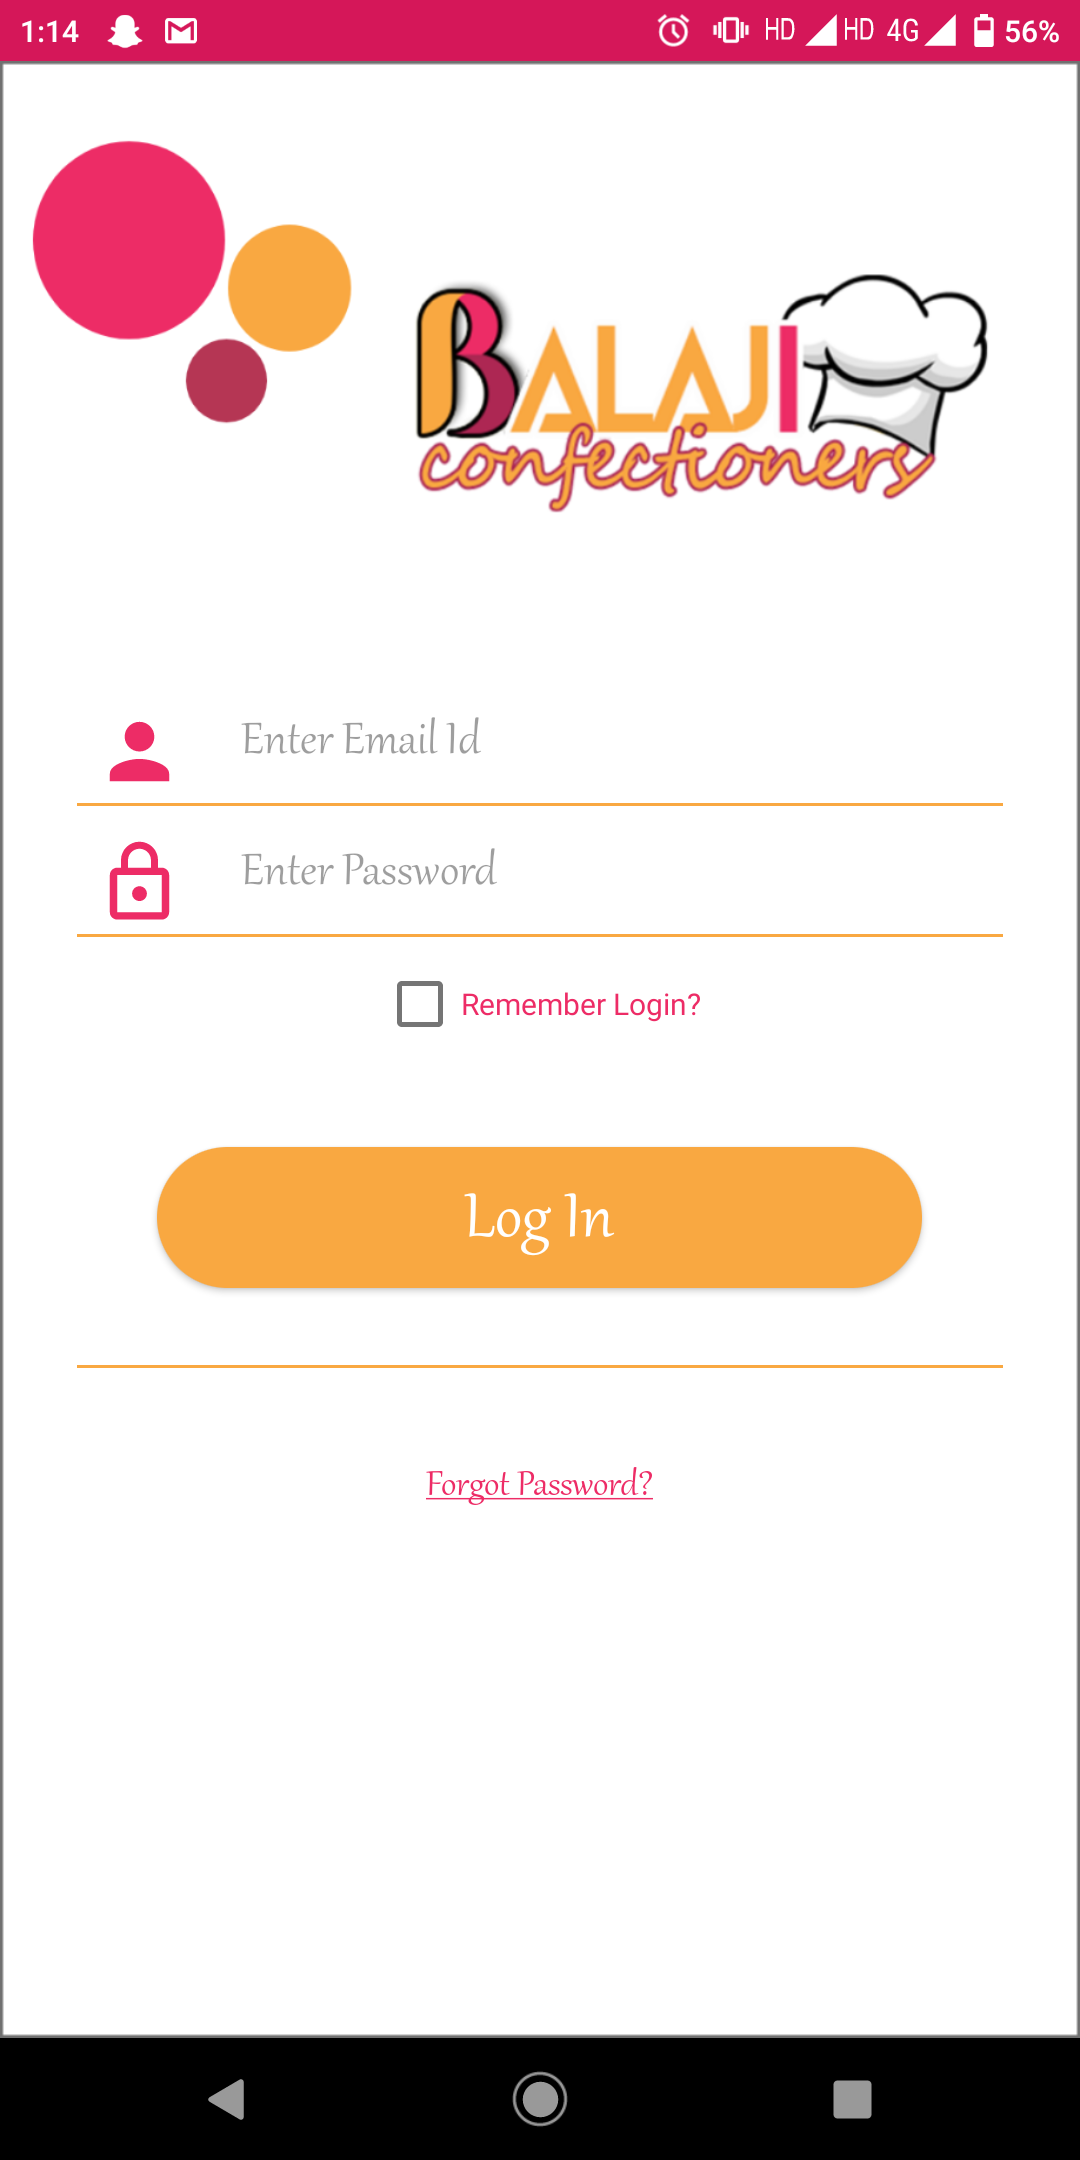 1:14 HD HD 4G 56%
BALAJI
confectioners
Enter Email Id
Enter Password
Remember Login?
Log In
Forgot Password?